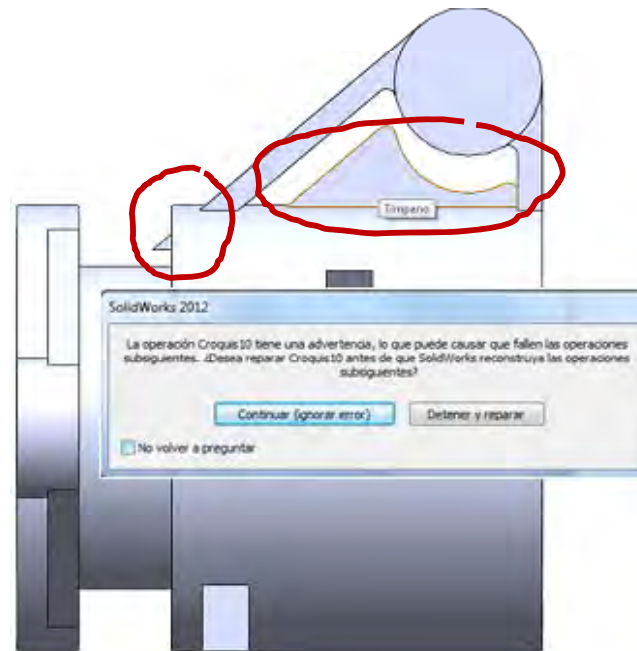 Tímpano
SolidWorks 2012
La operación Croquis10 tiene una advertencia, lo que puede causar que fallen las operaciones
subsiguientes. ¿Desea reparar Croquis10 antes de que SolidWorks reconstruya las operaciones
subsiguientes?
Continuar (ignorar error)
Detener y reparar
No volver a preguntar